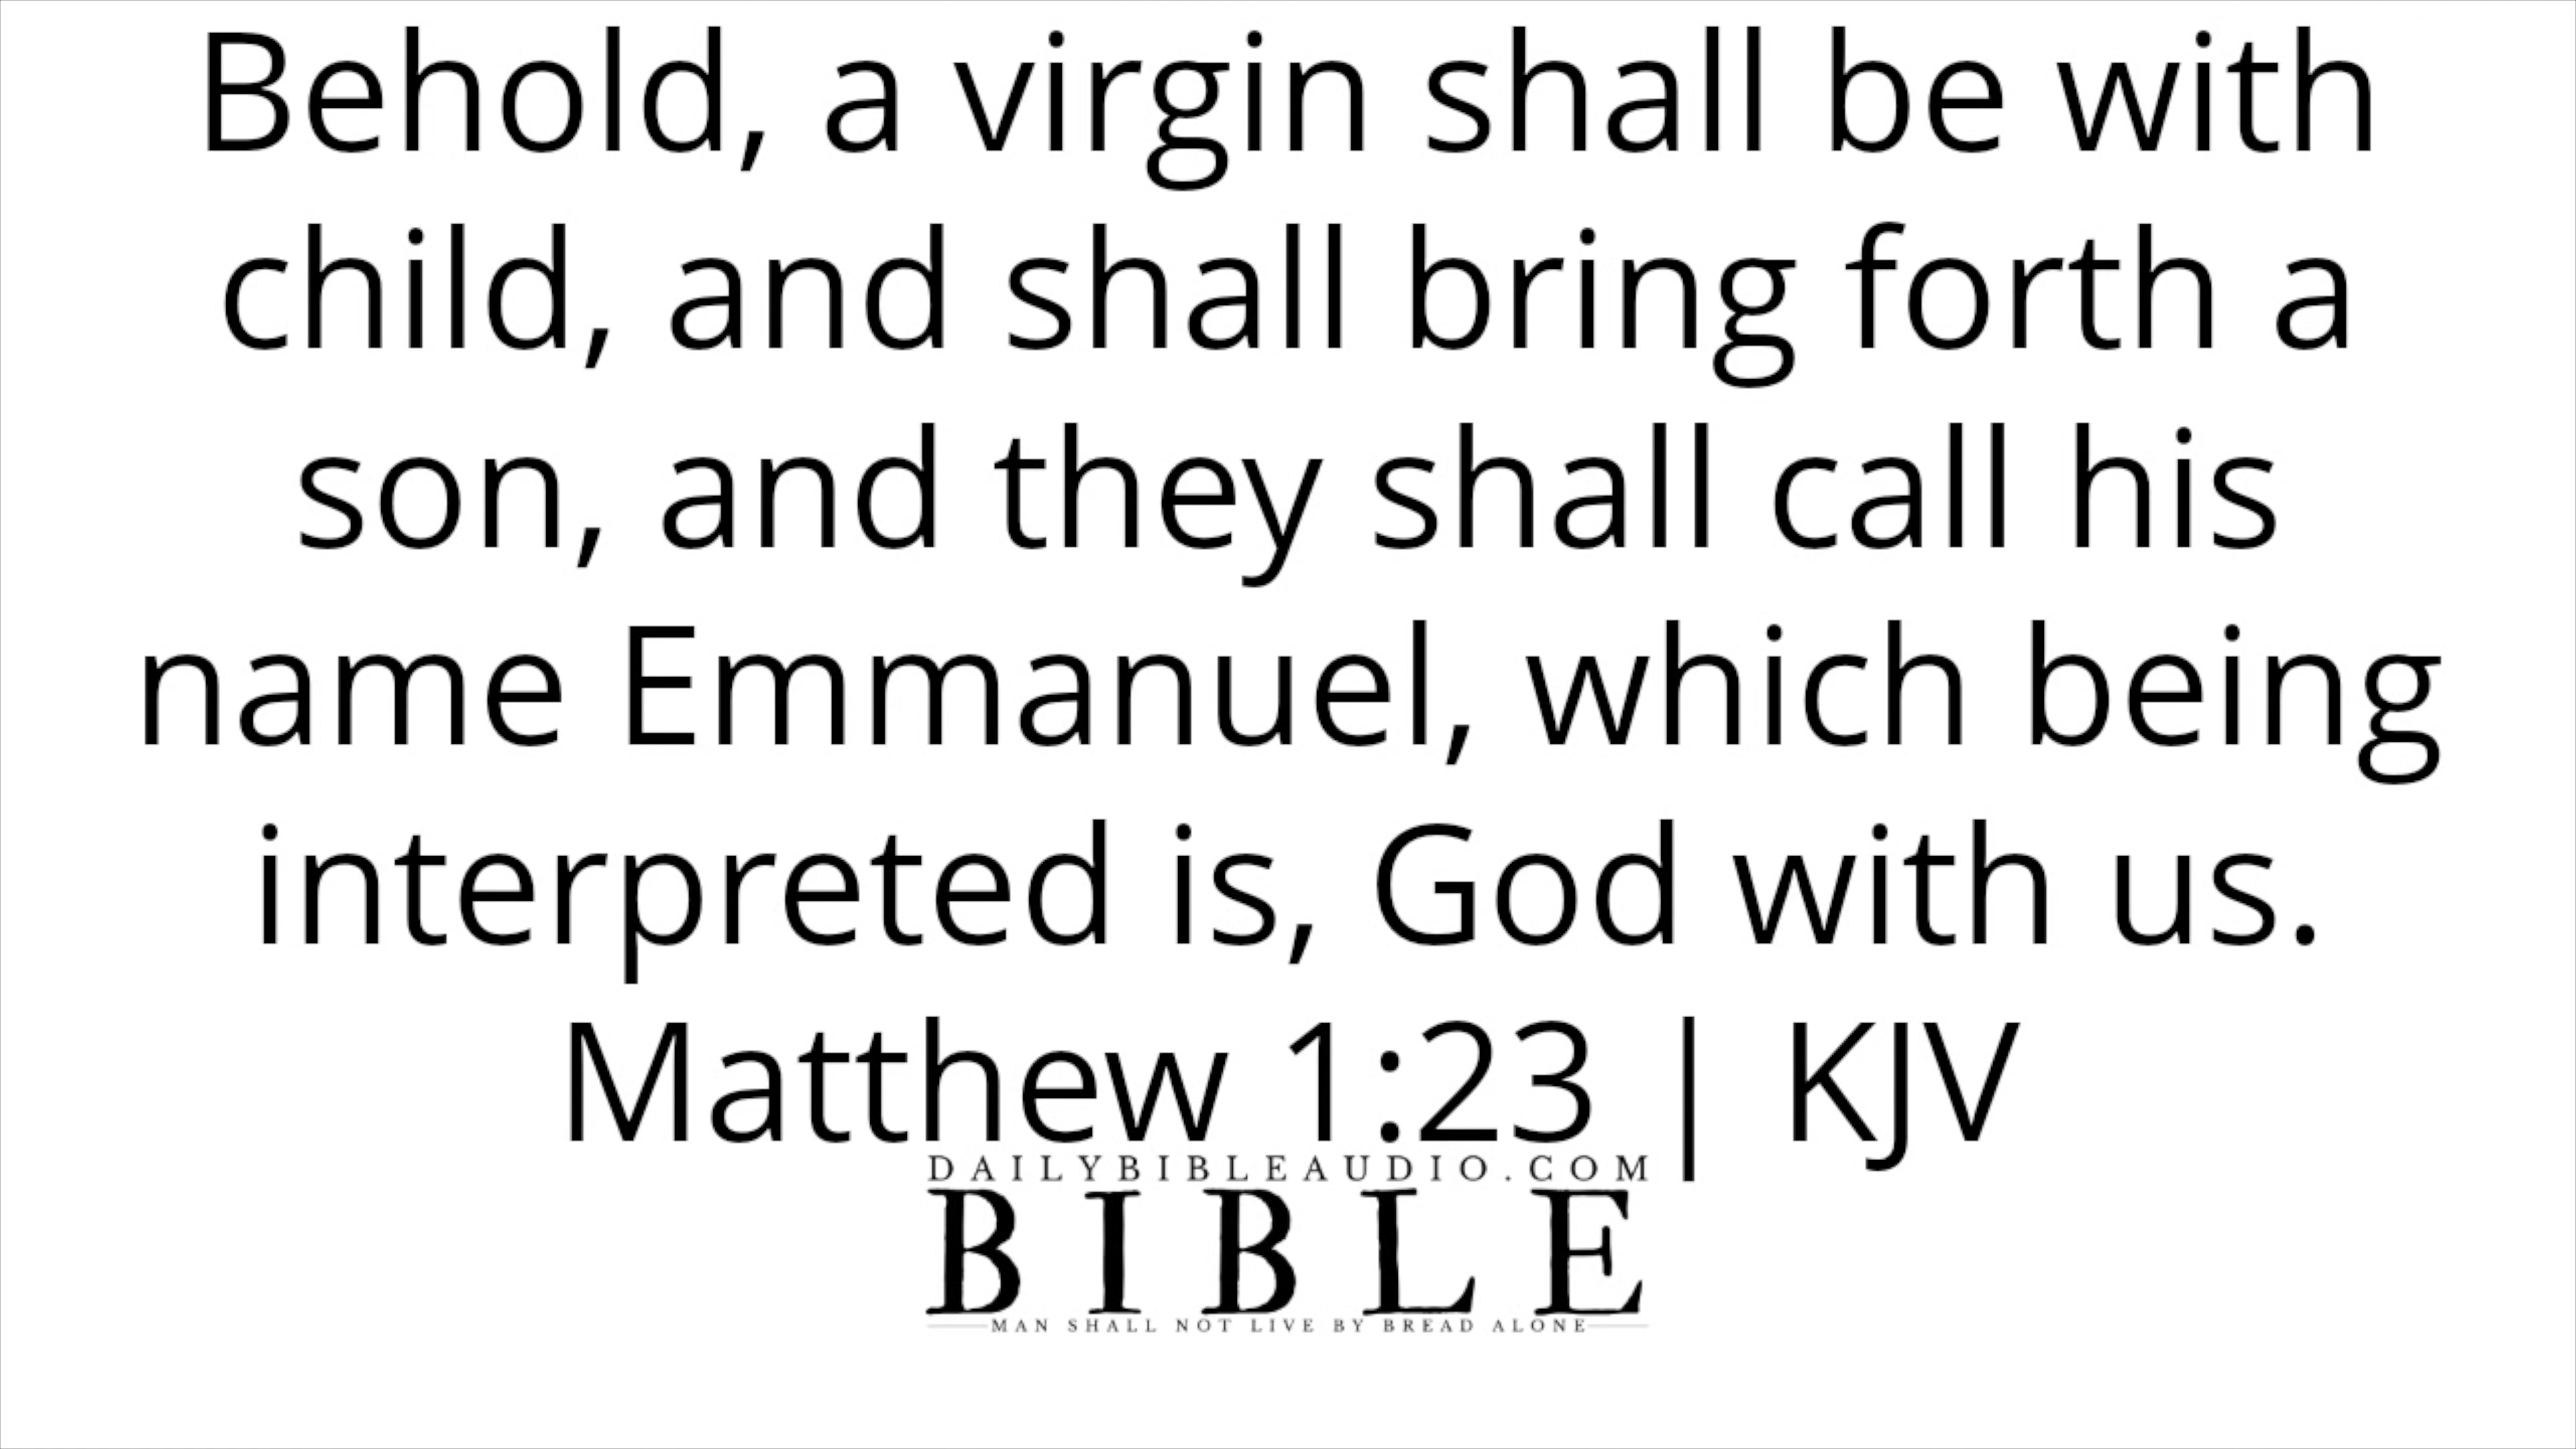 Behold, a virgin shall be with
child, and shall bring forth a
son, and they shall call his
name Emmanuel, which being
interpreted is, God with us.
Matthew 1:23 | KJV
DAILYBIBLEAUDIO.COM
BIBLE
MAN SHALL NOT LIVE BY BREAD ALONE